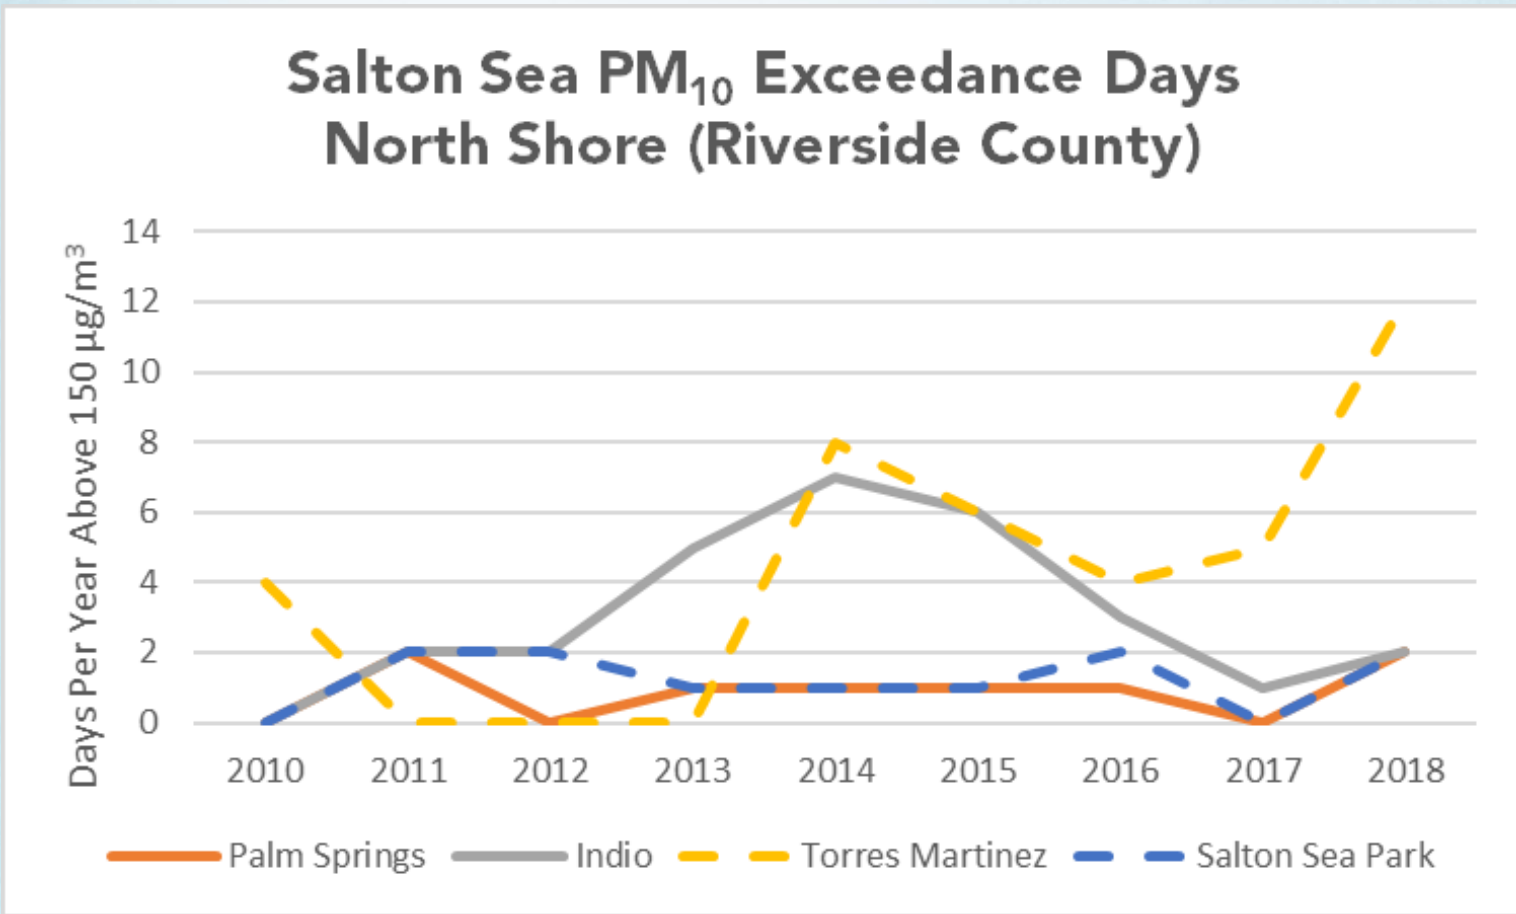 Salton Sea PM₁₀ Exceedance Days
North Shore (Riverside County)
Days Per Year Above 150 µg/m³
14
12
10
8
6
4
2
0
2010 2011 2012 2013 2014 2015 2016 2017 2018
Palm Springs Indio Torres Martinez Salton Sea Park